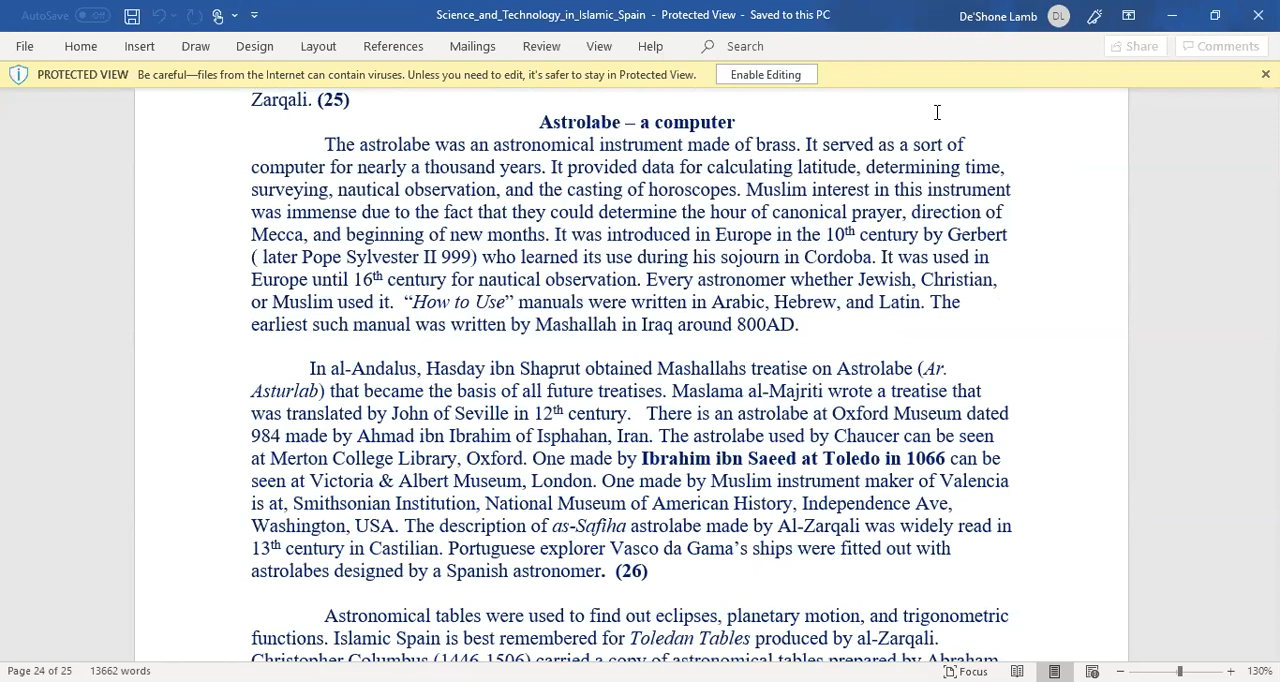 AutoSave Off Science_and_Technology_in_Islamic_Spain - Protected View - Saved to this PC De'Shone Lamb DL
File Home Insert Draw Design Layout References Mailings Review View Help Search Share Comments
PROTECTED VIEW Be careful—files from the Internet can contain viruses. Unless you need to edit, it's safer to stay in Protected View. Enable Editing
Zarqali. (25)
Astrolabe – a computer
The astrolabe was an astronomical instrument made of brass. It served as a sort of
computer for nearly a thousand years. It provided data for calculating latitude, determining time,
surveying, nautical observation, and the casting of horoscopes. Muslim interest in this instrument
was immense due to the fact that they could determine the hour of canonical prayer, direction of
Mecca, and beginning of new months. It was introduced in Europe in the 10th century by Gerbert
( later Pope Sylvester II 999) who learned its use during his sojourn in Cordoba. It was used in
Europe until 16th century for nautical observation. Every astronomer whether Jewish, Christian,
or Muslim used it. “How to Use” manuals were written in Arabic, Hebrew, and Latin. The
earliest such manual was written by Mashallah in Iraq around 800AD.
In al-Andalus, Hasday ibn Shaprut obtained Mashallahs treatise on Astrolabe (Ar.
Asturlab) that became the basis of all future treatises. Maslama al-Majriti wrote a treatise that
was translated by John of Seville in 12th century. There is an astrolabe at Oxford Museum dated
984 made by Ahmad ibn Ibrahim of Isphahan, Iran. The astrolabe used by Chaucer can be seen
at Merton College Library, Oxford. One made by Ibrahim ibn Saeed at Toledo in 1066 can be
seen at Victoria & Albert Museum, London. One made by Muslim instrument maker of Valencia
is at, Smithsonian Institution, National Museum of American History, Independence Ave,
Washington, USA. The description of as-Safiha astrolabe made by Al-Zarqali was widely read in
13th century in Castilian. Portuguese explorer Vasco da Gama’s ships were fitted out with
astrolabes designed by a Spanish astronomer. (26)
Astronomical tables were used to find out eclipses, planetary motion, and trigonometric
functions. Islamic Spain is best remembered for Toledan Tables produced by al-Zarqali.
Christopher Columbus (1446-1506) carried a copy of astronomical tables prepared by Abraham
Page 24 of 25 13662 words Focus 130%